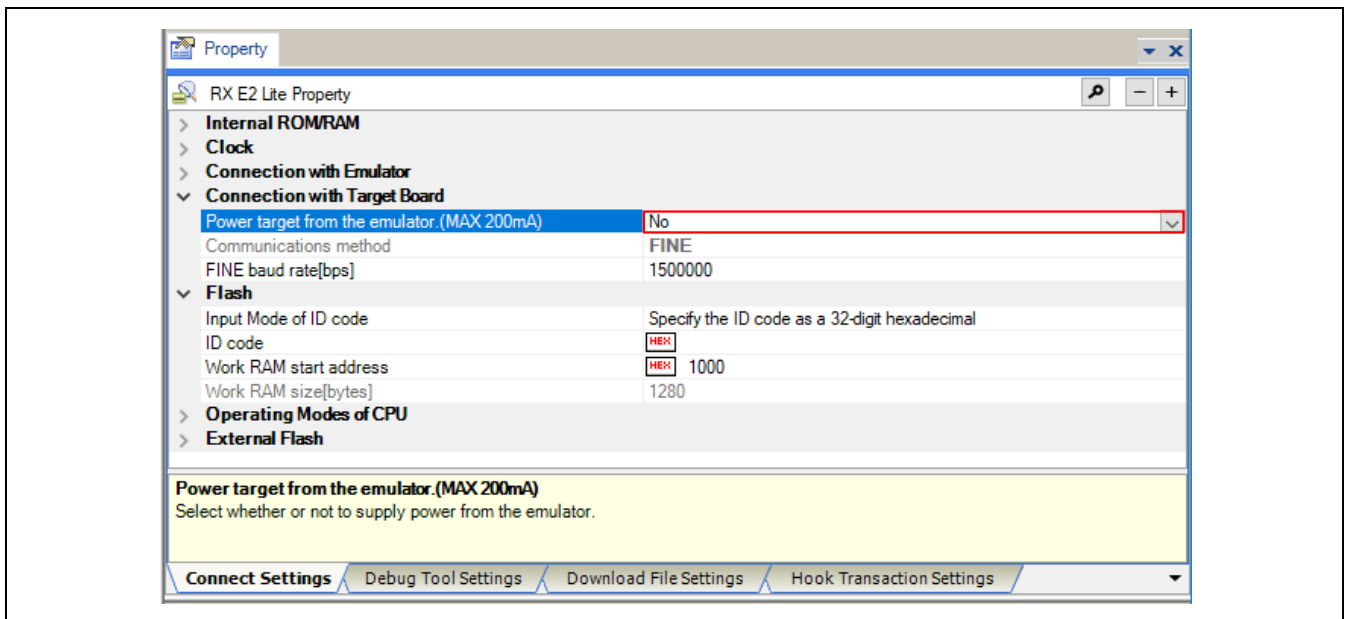 Property
RX E2 Lite Property
Internal ROM/RAM
Clock
Connection with Emulator
Connection with Target Board
Power target from the emulator.(MAX 200mA) No
Communications method FINE
FINE baud rate[bps] 1500000
Flash
Input Mode of ID code Specify the ID code as a 32-digit hexadecimal
ID code HEX
Work RAM start address HEX 1000
Work RAM size[bytes] 1280
Operating Modes of CPU
External Flash
Power target from the emulator.(MAX 200mA)
Select whether or not to supply power from the emulator.
Connect Settings Debug Tool Settings Download File Settings Hook Transaction Settings